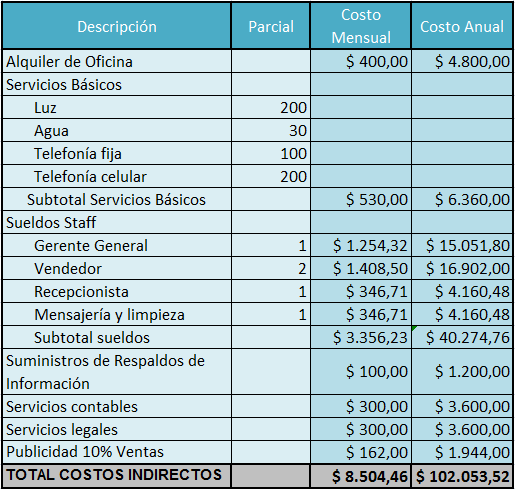 Descripción Parcial Costo Mensual Costo Anual
Alquiler de Oficina $ 400,00 $ 4.800,00
Servicios Básicos
Luz 200
Agua 30
Telefonía fija 100
Telefonía celular 200
Subtotal Servicios Básicos $ 530,00 $ 6.360,00
Sueldos Staff
Gerente General 1 $ 1.254,32 $ 15.051,80
Vendedor 2 $ 1.408,50 $ 16.902,00
Recepcionista 1 $ 346,71 $ 4.160,48
Mensajería y limpieza 1 $ 346,71 $ 4.160,48
Subtotal sueldos $ 3.356,23 $ 40.274,76
Suministros de Respaldos de
Información $ 100,00 $ 1.200,00
Servicios contables $ 300,00 $ 3.600,00
Servicios legales $ 300,00 $ 3.600,00
Publicidad 10% Ventas $ 162,00 $ 1.944,00
TOTAL COSTOS INDIRECTOS $ 8.504,46 $ 102.053,52